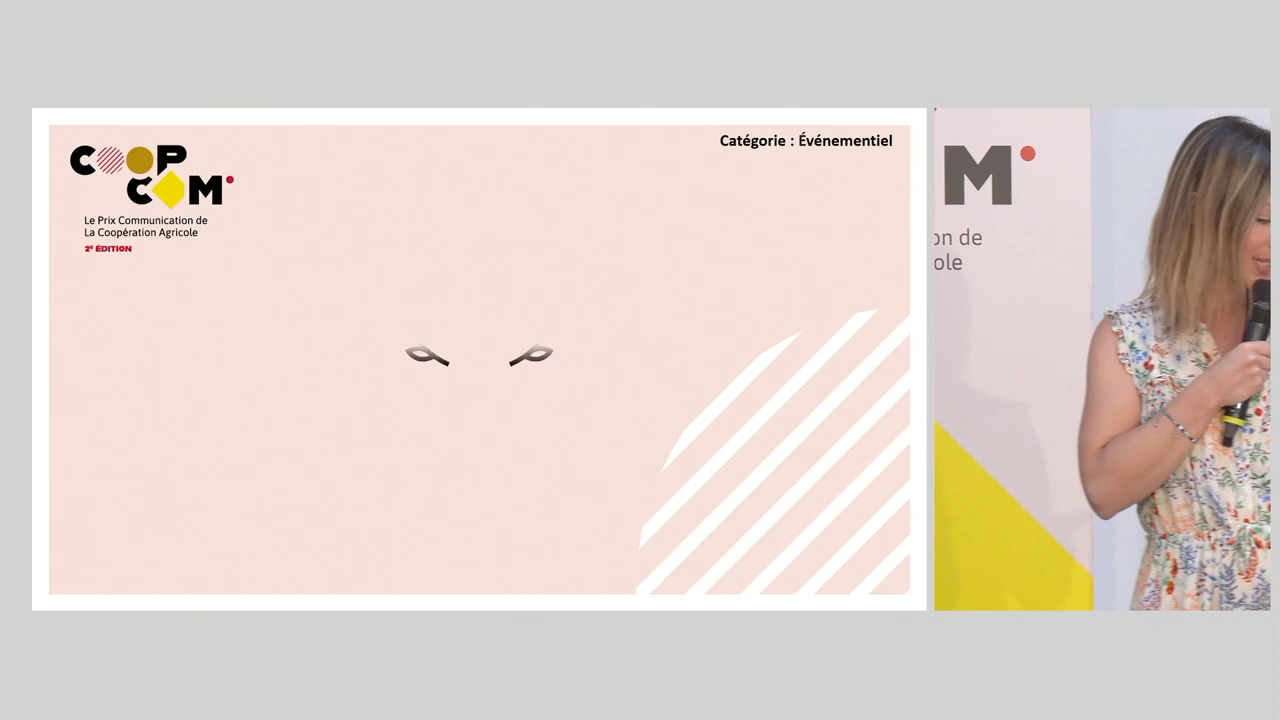 COOP
COM
Le Prix Communication de
La Coopération Agricole
2e ÉDITION
Catégorie : Événementiel
M
on de
ole